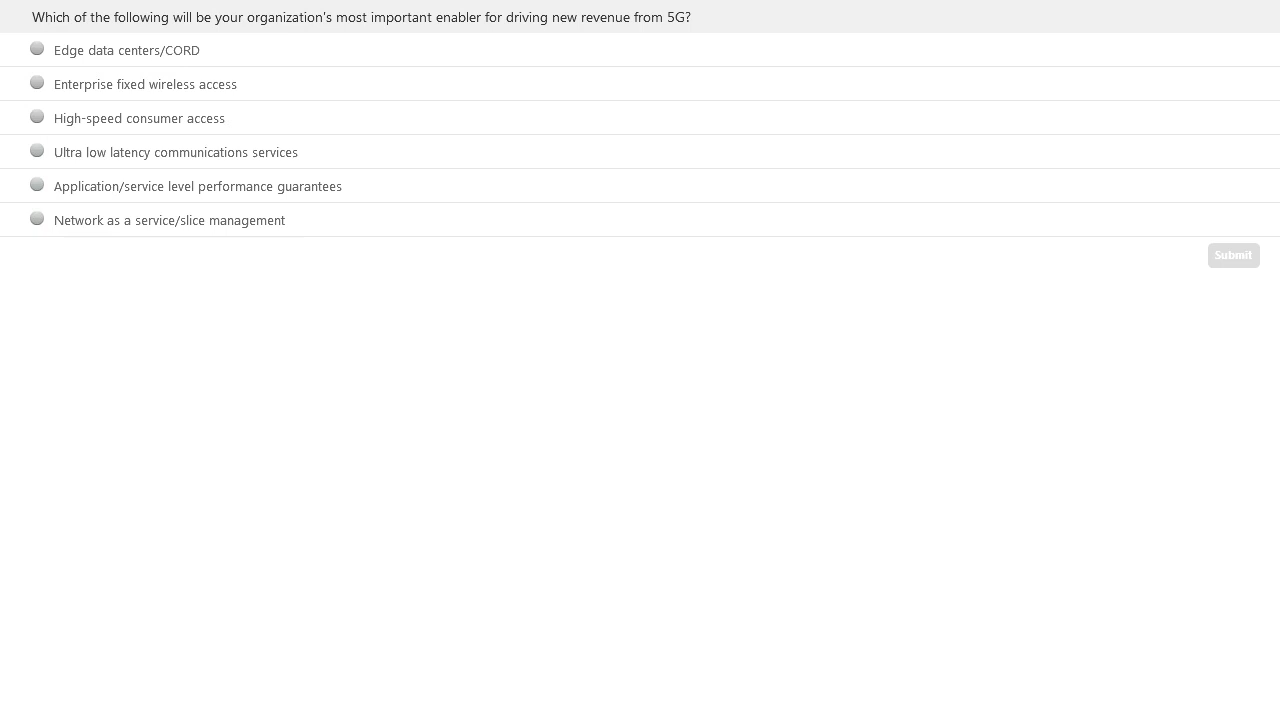 Which of the following will be your organization's most important enabler for driving new revenue from 5G?
Edge data centers/CORD
Enterprise fixed wireless access
High-speed consumer access
Ultra low latency communications services
Application/service level performance guarantees
Network as a service/slice management
Submit